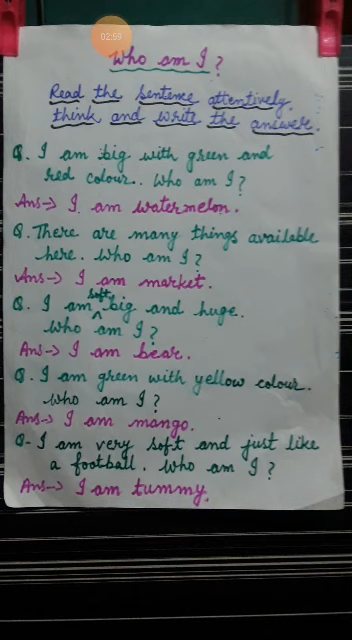 02:59
Who am I?
Read the sentence attentively.
think and write the answer.
Q. I am big with green and
red colour.. Who am I?
Ans-> I am watermelon.
Q. There are many things available
here. Who am I?
Ans-> I am market.
Q. I am soft big and huge.
Who am I?
Ans-> I am bear.
Q. I am green with yellow colour.
Who am I?
Ans-> I am mango.
Q- I am very soft and just like
a football. Who am I?
Ans-> I am tummy.